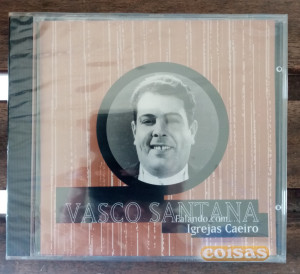 VASCO SANTANA
Falando com...
Igrejas Caeiro
coisas